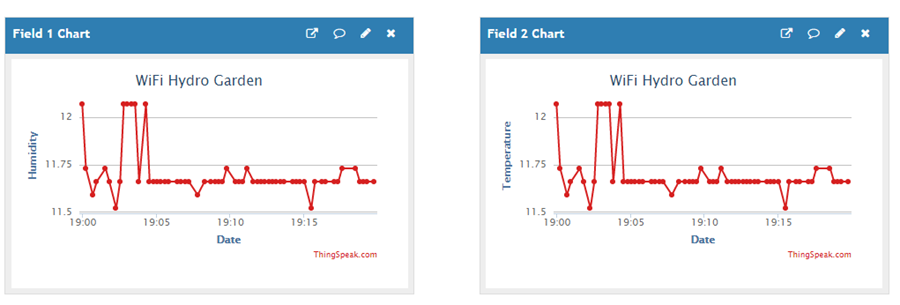 Field 1 Chart
WiFi Hydro Garden
Humidity
12
11.75
11.5
19:00 19:05 19:10 19:15
Date
ThingSpeak.com
Field 2 Chart
WiFi Hydro Garden
Temperature
12
11.75
11.5
19:00 19:05 19:10 19:15
Date
ThingSpeak.com